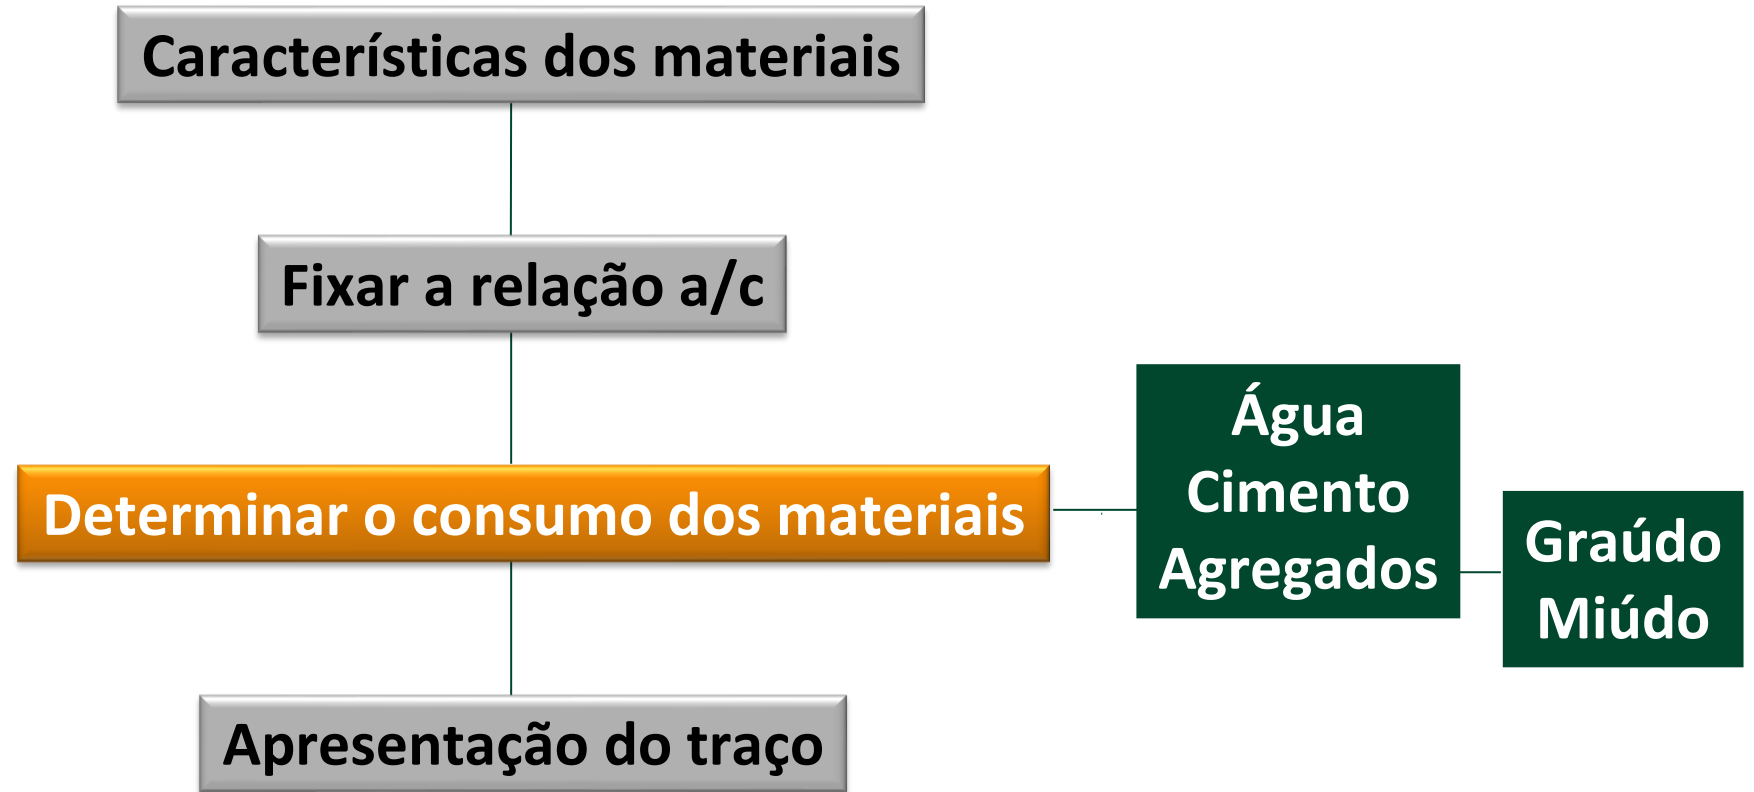 Características dos materiais
Fixar a relação a/c
Determinar o consumo dos materiais
Água
Cimento
Agregados
Graúdo
Miúdo
Apresentação do traço